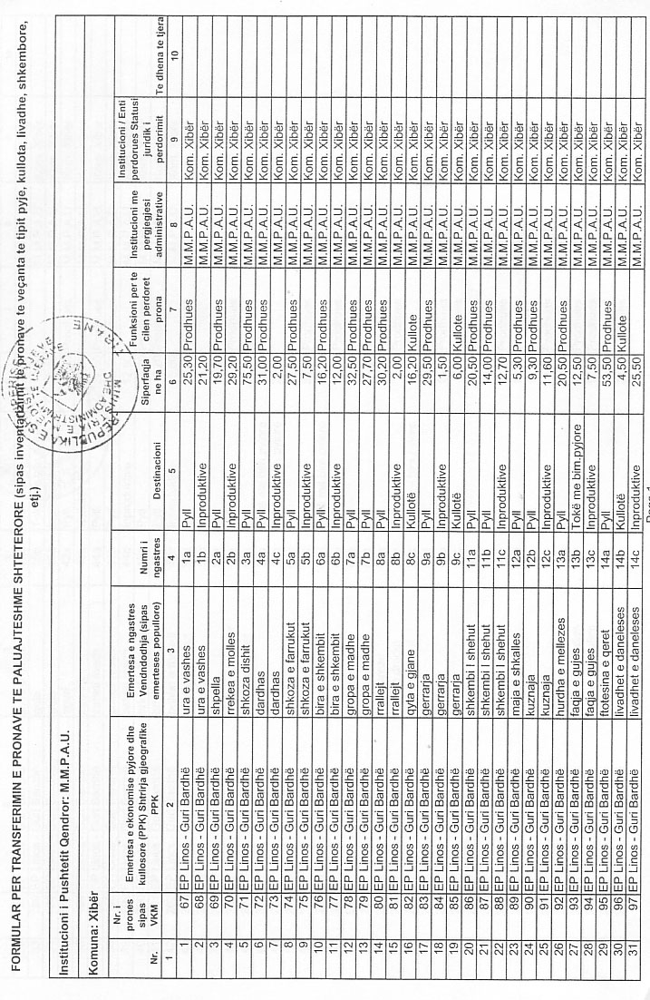 FORMULAR PER TRANSFERIMIN E PRONAVE TE PALUAJTESHME SHTETERORE (sipas inventarizimit te pronave te veçanta te tipit pyje, kullota, livadhe, shkembore,
etj.)
Institucioni i Pushtetit Qendror: M.M.P.A.U.
Komuna: Xibër
Nr. | Nr. i prones sipas VKM | Emertesa e ekonomise pyjore dhe kullosore (PPK) Shtrirja gjeografike PPK | Emertesa e ngastres Vendndodhja (sipas emerteses popullore) | Numri i ngastres | Destinacioni | Siperfaqja ne ha | Funksioni per te cilen perdoret prona | Institucioni me pergjegjesi administrative | Institucioni / Enti perdorues Statusi juridik i perdorimit | Te dhena te tjera
1 | 2 | 3 | 4 | 5 | 6 | 7 | 8 | 9 | 10
1 | 67 | EP Linos - Guri Bardhë | ura e vashes | 1a | Pyll | 25,30 | Prodhues | M.M.P.A.U. | Kom. Xibër
2 | 68 | EP Linos - Guri Bardhë | ura e vashes | 1b | Inproduktive | 21,20 | M.M.P.A.U. | Kom. Xibër
3 | 69 | EP Linos - Guri Bardhë | shpella | 2a | Pyll | 19,70 | Prodhues | M.M.P.A.U. | Kom. Xibër
4 | 70 | EP Linos - Guri Bardhë | rrekea e molles | 2b | Inproduktive | 29,20 | M.M.P.A.U. | Kom. Xibër
5 | 71 | EP Linos - Guri Bardhë | shkoza dishit | 3a | Pyll | 75,50 | Prodhues | M.M.P.A.U. | Kom. Xibër
6 | 72 | EP Linos - Guri Bardhë | dardhas | 4a | Pyll | 31,00 | Prodhues | M.M.P.A.U. | Kom. Xibër
7 | 73 | EP Linos - Guri Bardhë | dardhas | 4c | Inproduktive | 2,00 | M.M.P.A.U. | Kom. Xibër
8 | 74 | EP Linos - Guri Bardhë | shkoza e farrukut | 5a | Pyll | 27,50 | Prodhues | M.M.P.A.U. | Kom. Xibër
9 | 75 | EP Linos - Guri Bardhë | shkoza e farrukut | 5b | Inproduktive | 7,50 | M.M.P.A.U. | Kom. Xibër
10 | 76 | EP Linos - Guri Bardhë | bira e shkembit | 6a | Pyll | 16,20 | Prodhues | M.M.P.A.U. | Kom. Xibër
11 | 77 | EP Linos - Guri Bardhë | bira e shkembit | 6b | Inproduktive | 12,00 | M.M.P.A.U. | Kom. Xibër
12 | 78 | EP Linos - Guri Bardhë | gropa e madhe | 7a | Pyll | 32,50 | Prodhues | M.M.P.A.U. | Kom. Xibër
13 | 79 | EP Linos - Guri Bardhë | gropa e madhe | 7b | Pyll | 27,70 | Prodhues | M.M.P.A.U. | Kom. Xibër
14 | 80 | EP Linos - Guri Bardhë | rrallejt | 8a | Pyll | 30,20 | Prodhues | M.M.P.A.U. | Kom. Xibër
15 | 81 | EP Linos - Guri Bardhë | rrallejt | 8b | Inproduktive | 2,00 | M.M.P.A.U. | Kom. Xibër
16 | 82 | EP Linos - Guri Bardhë | qyta e gjane | 8c | Kullotë | 16,20 | Kullote | M.M.P.A.U. | Kom. Xibër
17 | 83 | EP Linos - Guri Bardhë | gerrarja | 9a | Pyll | 29,50 | Prodhues | M.M.P.A.U. | Kom. Xibër
18 | 84 | EP Linos - Guri Bardhë | gerrarja | 9b | Inproduktive | 1,50 | M.M.P.A.U. | Kom. Xibër
19 | 85 | EP Linos - Guri Bardhë | gerrarja | 9c | Kullotë | 6,00 | Kullote | M.M.P.A.U. | Kom. Xibër
20 | 86 | EP Linos - Guri Bardhë | shkembi I shehut | 11a | Pyll | 20,50 | Prodhues | M.M.P.A.U. | Kom. Xibër
21 | 87 | EP Linos - Guri Bardhë | shkembi I shehut | 11b | Pyll | 14,00 | Prodhues | M.M.P.A.U. | Kom. Xibër
22 | 88 | EP Linos - Guri Bardhë | shkembi I shehut | 11c | Inproduktive | 12,70 | M.M.P.A.U. | Kom. Xibër
23 | 89 | EP Linos - Guri Bardhë | maja e shkalles | 12a | Pyll | 5,30 | Prodhues | M.M.P.A.U. | Kom. Xibër
24 | 90 | EP Linos - Guri Bardhë | kuznaja | 12b | Pyll | 9,30 | Prodhues | M.M.P.A.U. | Kom. Xibër
25 | 91 | EP Linos - Guri Bardhë | kuznaja | 12c | Inproduktive | 11,60 | M.M.P.A.U. | Kom. Xibër
26 | 92 | EP Linos - Guri Bardhë | hurdha e mellezes | 13a | Pyll | 20,50 | Prodhues | M.M.P.A.U. | Kom. Xibër
27 | 93 | EP Linos - Guri Bardhë | faqja e gujes | 13b | Tokë me bim.pyjore | 12,50 | M.M.P.A.U. | Kom. Xibër
28 | 94 | EP Linos - Guri Bardhë | faqja e gujes | 13c | Inproduktive | 7,50 | M.M.P.A.U. | Kom. Xibër
29 | 95 | EP Linos - Guri Bardhë | ftotesina e qeret | 14a | Pyll | 53,50 | Prodhues | M.M.P.A.U. | Kom. Xibër
30 | 96 | EP Linos - Guri Bardhë | livadhet e daneleses | 14b | Kullotë | 4,50 | Kullote | M.M.P.A.U. | Kom. Xibër
31 | 97 | EP Linos - Guri Bardhë | livadhet e daneleses | 14c | Inproduktive | 25,50 | M.M.P.A.U. | Kom. Xibër